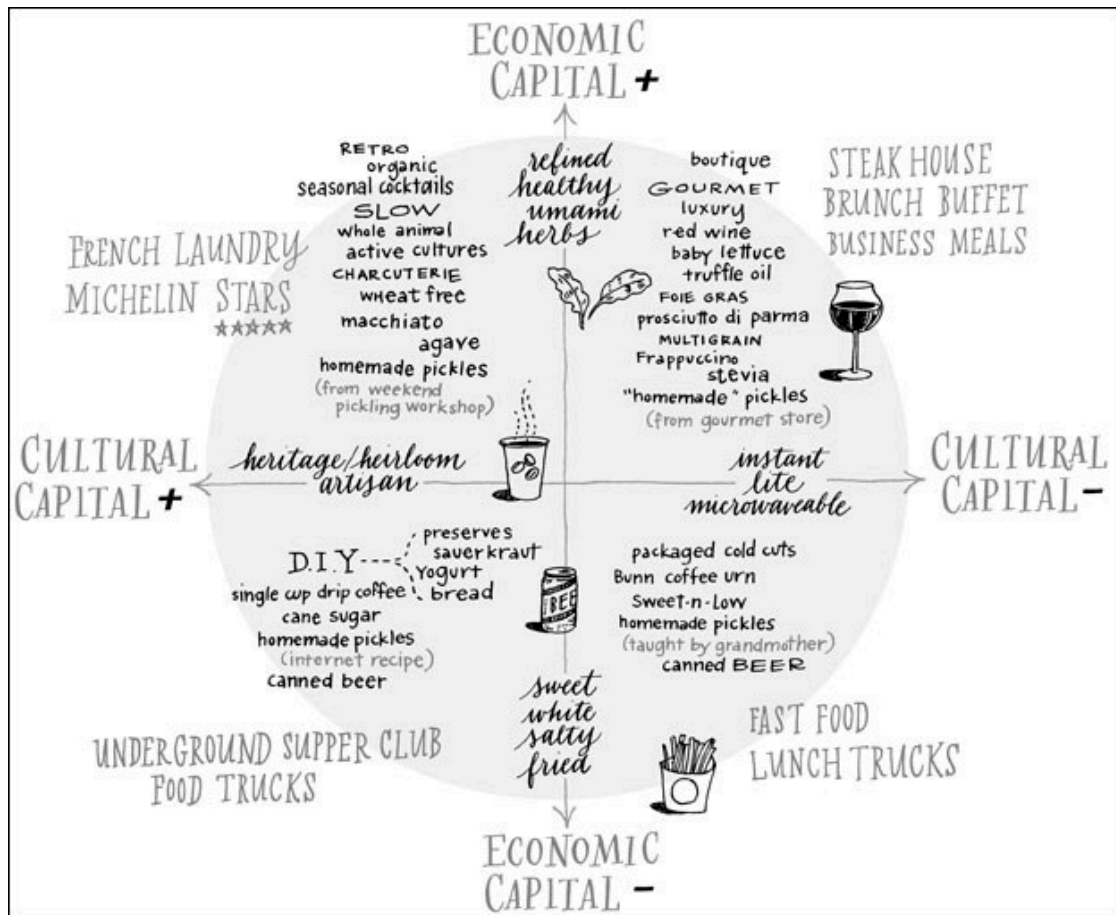 ECONOMIC
CAPITAL +
RETRO
organic
seasonal cocktails
SLOW
whole animal
active cultures
CHARCUTERIE
wheat free
macchiato
agave
homemade pickles
(from weekend
pickling workshop)
refined
healthy
umami
herbs
boutique
GOURMET
luxury
red wine
baby lettuce
truffle oil
FOIE GRAS
prosciutto di parma
MULTIGRAIN
Frappuccino
stevia
"homemade" pickles
(from gourmet store)
STEAK HOUSE
BRUNCH BUFFET
BUSINESS MEALS
FRENCH LAUNDRY
MICHELIN STARS
CULTURAL
CAPITAL +
heritage/heirloom
artisan
instant
lite
microwaveable
CULTURAL
CAPITAL -
D.I.Y
preserves
sauerkraut
yogurt
bread
single cup drip coffee
cane sugar
homemade pickles
(internet recipe)
canned beer
BEE
packaged cold cuts
Bunn coffee urn
Sweet-n-Low
homemade pickles
(taught by grandmother)
canned BEER
sweet
white
salty
fried
UNDERGROUND SUPPER CLUB
FOOD TRUCKS
FAST FOOD
LUNCH TRUCKS
ECONOMIC
CAPITAL -